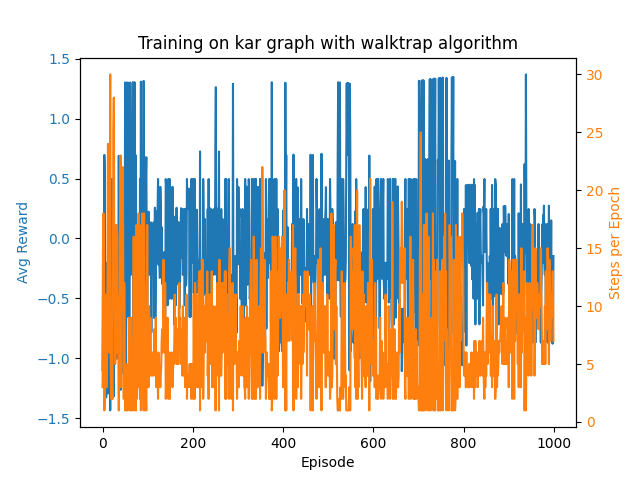 Training on kar graph with walktrap algorithm
1.5
1.0
0.5
0.0
−0.5
−1.0
−1.5
Avg Reward
30
25
20
15
10
5
0
Steps per Epoch
0 200 400 600 800 1000
Episode